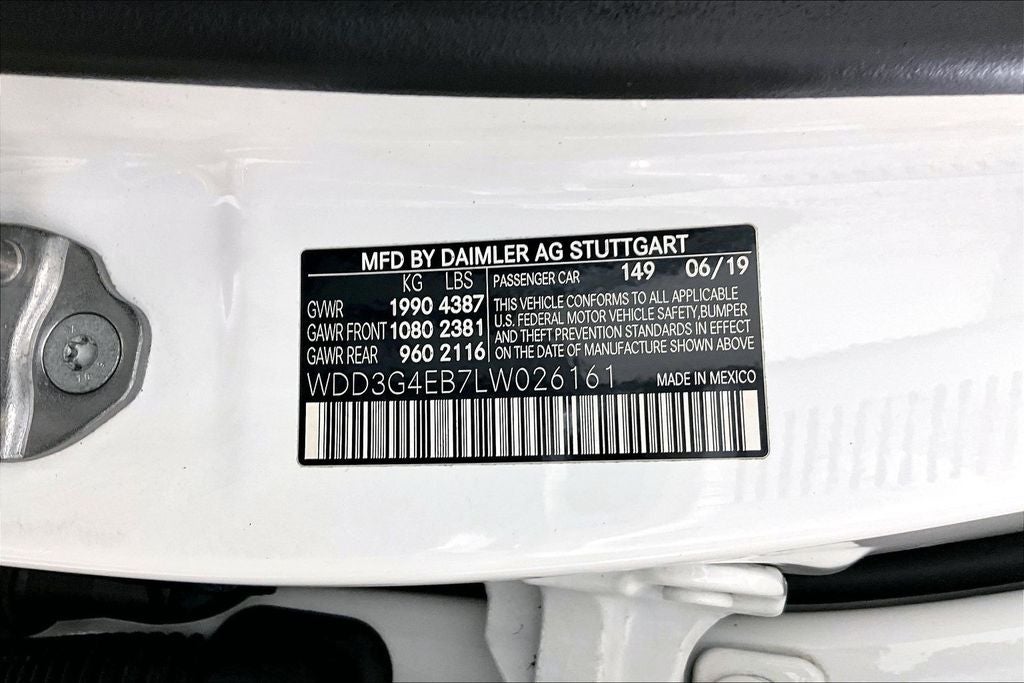 MFD BY DAIMLER AG STUTTGART
KG LBS
GVWR 1990 4387
GAWR FRONT 1080 2381
GAWR REAR 960 2116
PASSENGER CAR 149 06/19
THIS VEHICLE CONFORMS TO ALL APPLICABLE
U.S. FEDERAL MOTOR VEHICLE SAFETY,BUMPER
AND THEFT PREVENTION STANDARDS IN EFFECT
ON THE DATE OF MANUFACTURE SHOWN ABOVE
WDD3G4EB7LW026161 MADE IN MEXICO